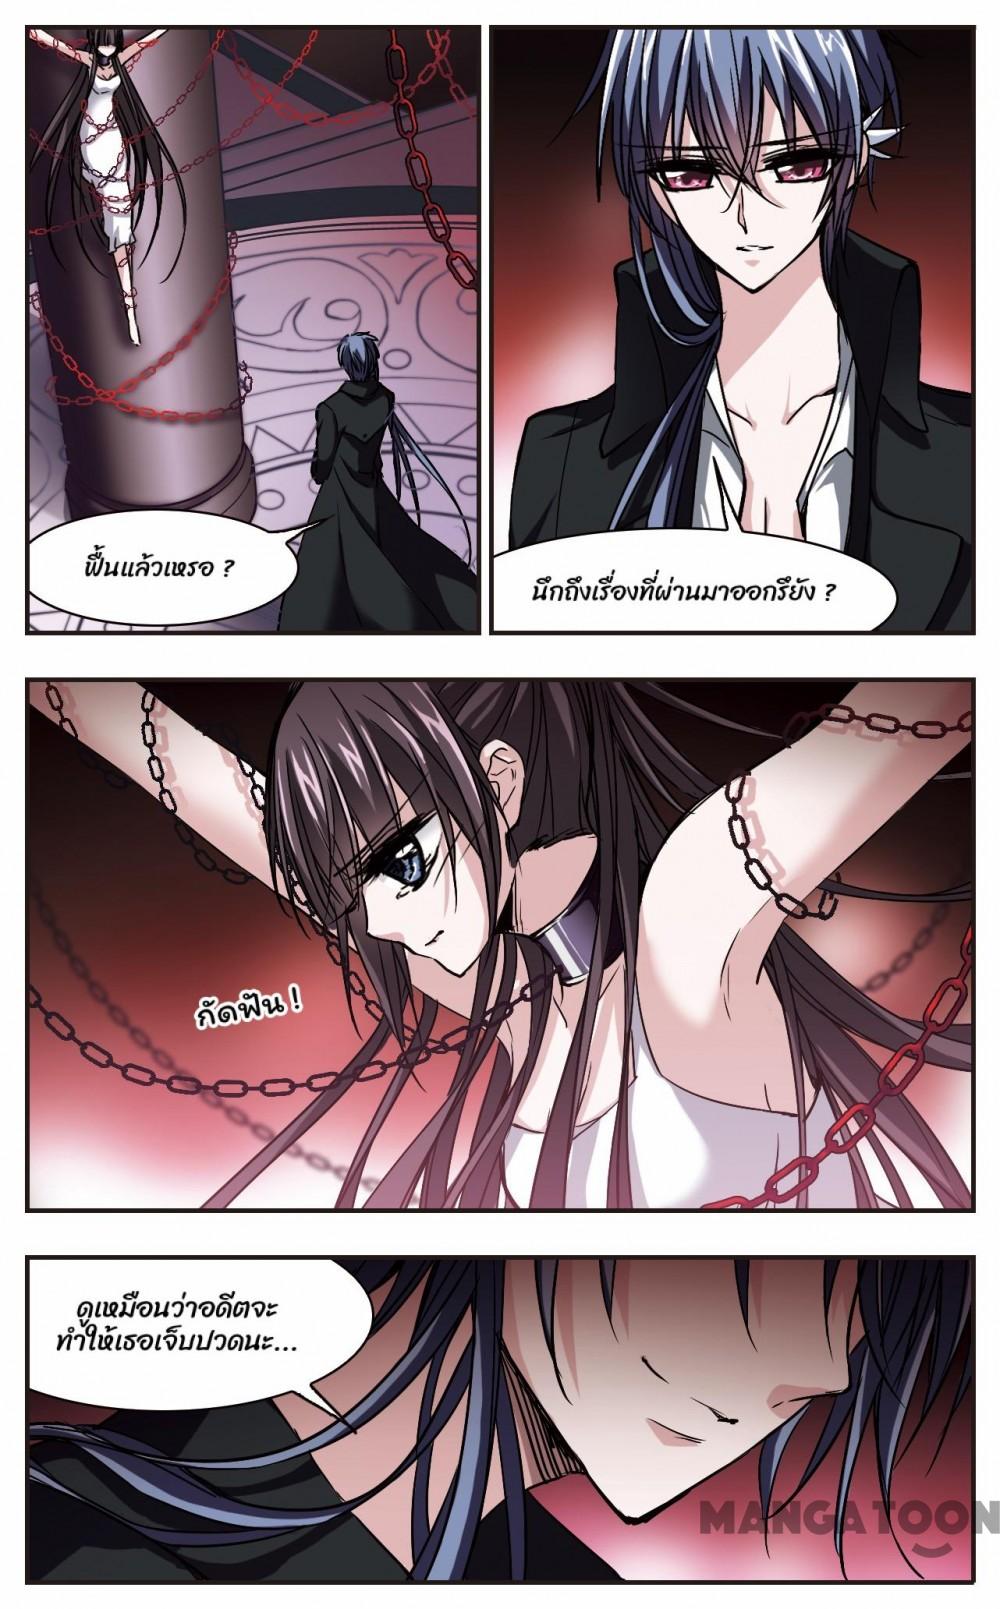 ฟื้นแล้วเหรอ ?
นึกถึงเรื่องที่ผ่านมาออกรึยัง ?
กัดฟัน !
ดูเหมือนว่าอดีตจะ
ทำให้เธอเจ็บปวดนะ...
MANGATOON